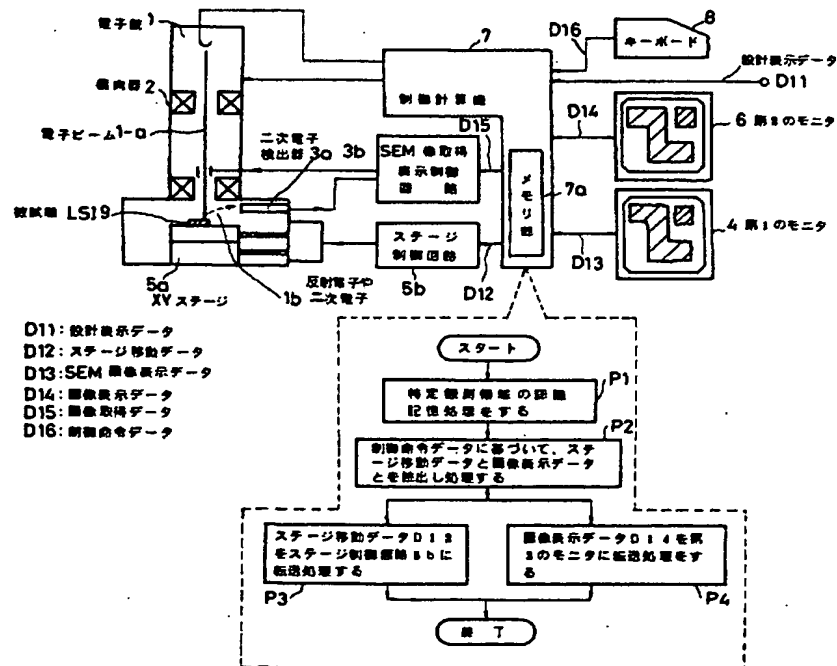 電子銃 1
偏向器 2
電子ビーム 1-a
二次電子
検出器 3a 3b
被試験 LSI 9
5a
XY ステージ
1b 反射電子や
二次電子
7
制御計算機
SEM 像取得
表示制御
回路
D15
ステージ
制御回路
5b
D12
メモリ部
7a
D16
8
キーボード
設計表示データ
D11
D14
6 第2のモニタ
D13
4 第1のモニタ
D11: 設計表示データ
D12: ステージ移動データ
D13: SEM 画像表示データ
D14: 画像表示データ
D15: 画像取得データ
D16: 制御命令データ
スタート
P1
特定観測領域の認識
記憶処理をする
P2
制御命令データに基づいて、ステ
ージ移動データと画像表示データ
とを読出し処理する
ステージ移動データD12
をステージ制御回路5bに
転送処理する
P3
画像表示データD14を第
2のモニタに転送処理をす
る
P4
終了